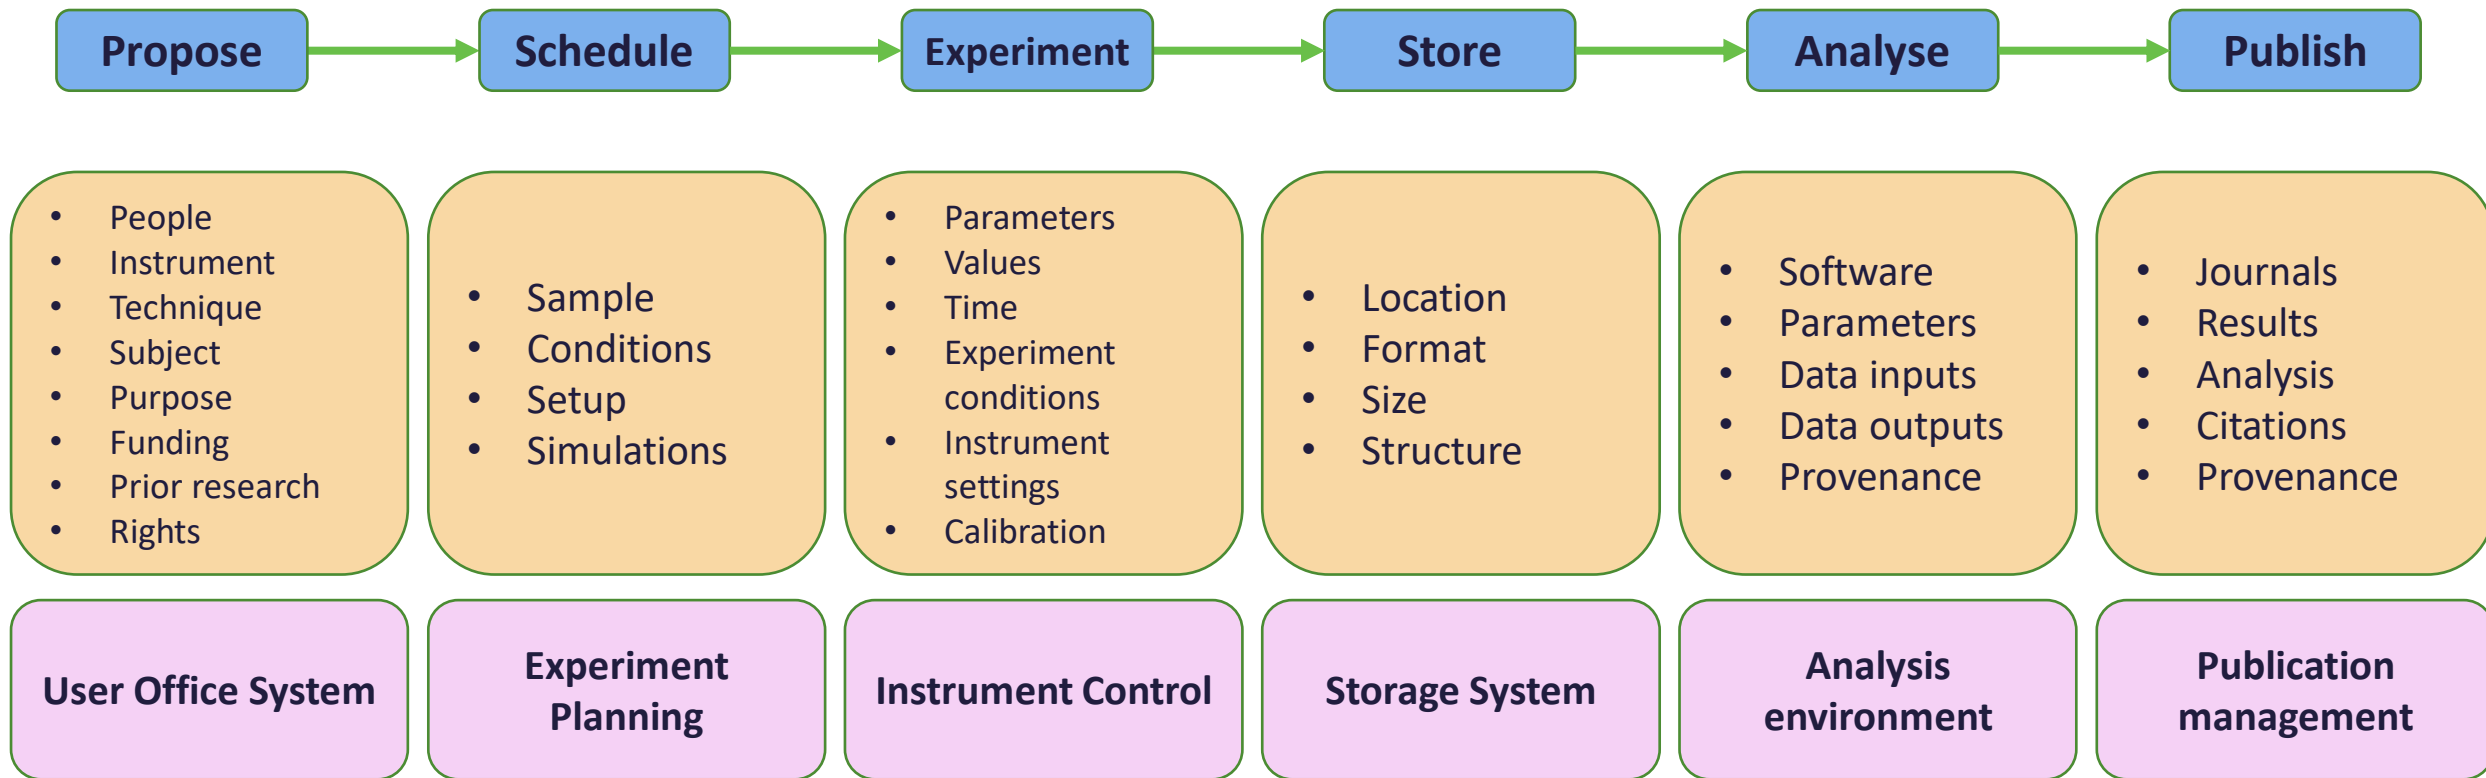 Propose
Schedule
Experiment
Store
Analyse
Publish
• People
• Instrument
• Technique
• Subject
• Purpose
• Funding
• Prior research
• Rights
• Sample
• Conditions
• Setup
• Simulations
• Parameters
• Values
• Time
• Experiment
conditions
• Instrument
settings
• Calibration
• Location
• Format
• Size
• Structure
• Software
• Parameters
• Data inputs
• Data outputs
• Provenance
• Journals
• Results
• Analysis
• Citations
• Provenance
User Office System
Experiment
Planning
Instrument Control
Storage System
Analysis
environment
Publication
management